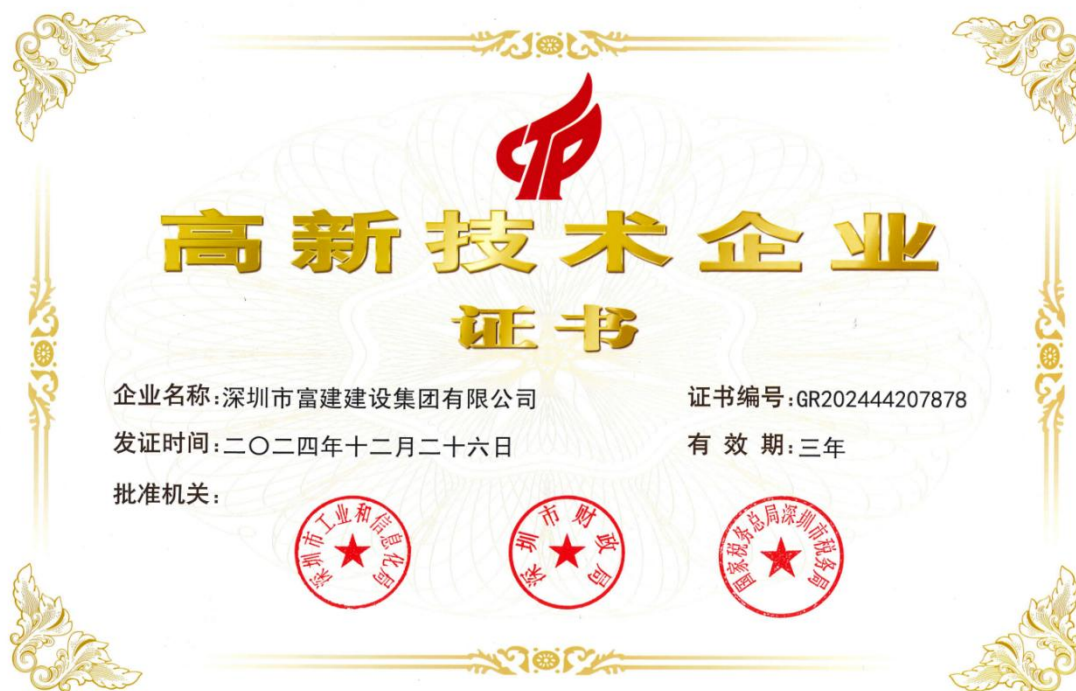 高新技术企业
证书
企业名称:深圳市富建建设集团有限公司 证书编号:GR202444207878
发证时间:二〇二四年十二月二十六日 有 效 期:三年
批准机关:
深圳市工业和信息化局
深圳市财政局
国家税务总局深圳市税务局